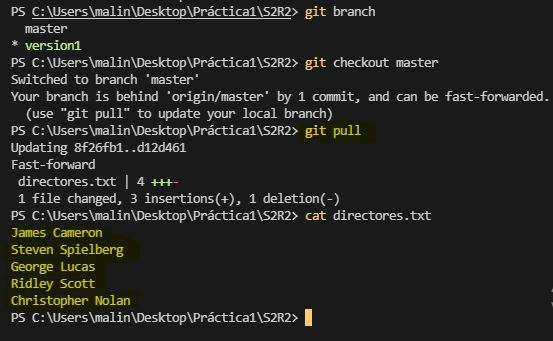 PS C:\Users\malin\Desktop\Práctica1\S2R2> git branch
  master
* version1
PS C:\Users\malin\Desktop\Práctica1\S2R2> git checkout master
Switched to branch 'master'
Your branch is behind 'origin/master' by 1 commit, and can be fast-forwarded.
  (use "git pull" to update your local branch)
PS C:\Users\malin\Desktop\Práctica1\S2R2> git pull
Updating 8f26fb1..d12d461
Fast-forward
 directores.txt | 4 +++-
 1 file changed, 3 insertions(+), 1 deletion(-)
PS C:\Users\malin\Desktop\Práctica1\S2R2> cat directores.txt
James Cameron
Steven Spielberg
George Lucas
Ridley Scott
Christopher Nolan
PS C:\Users\malin\Desktop\Práctica1\S2R2>